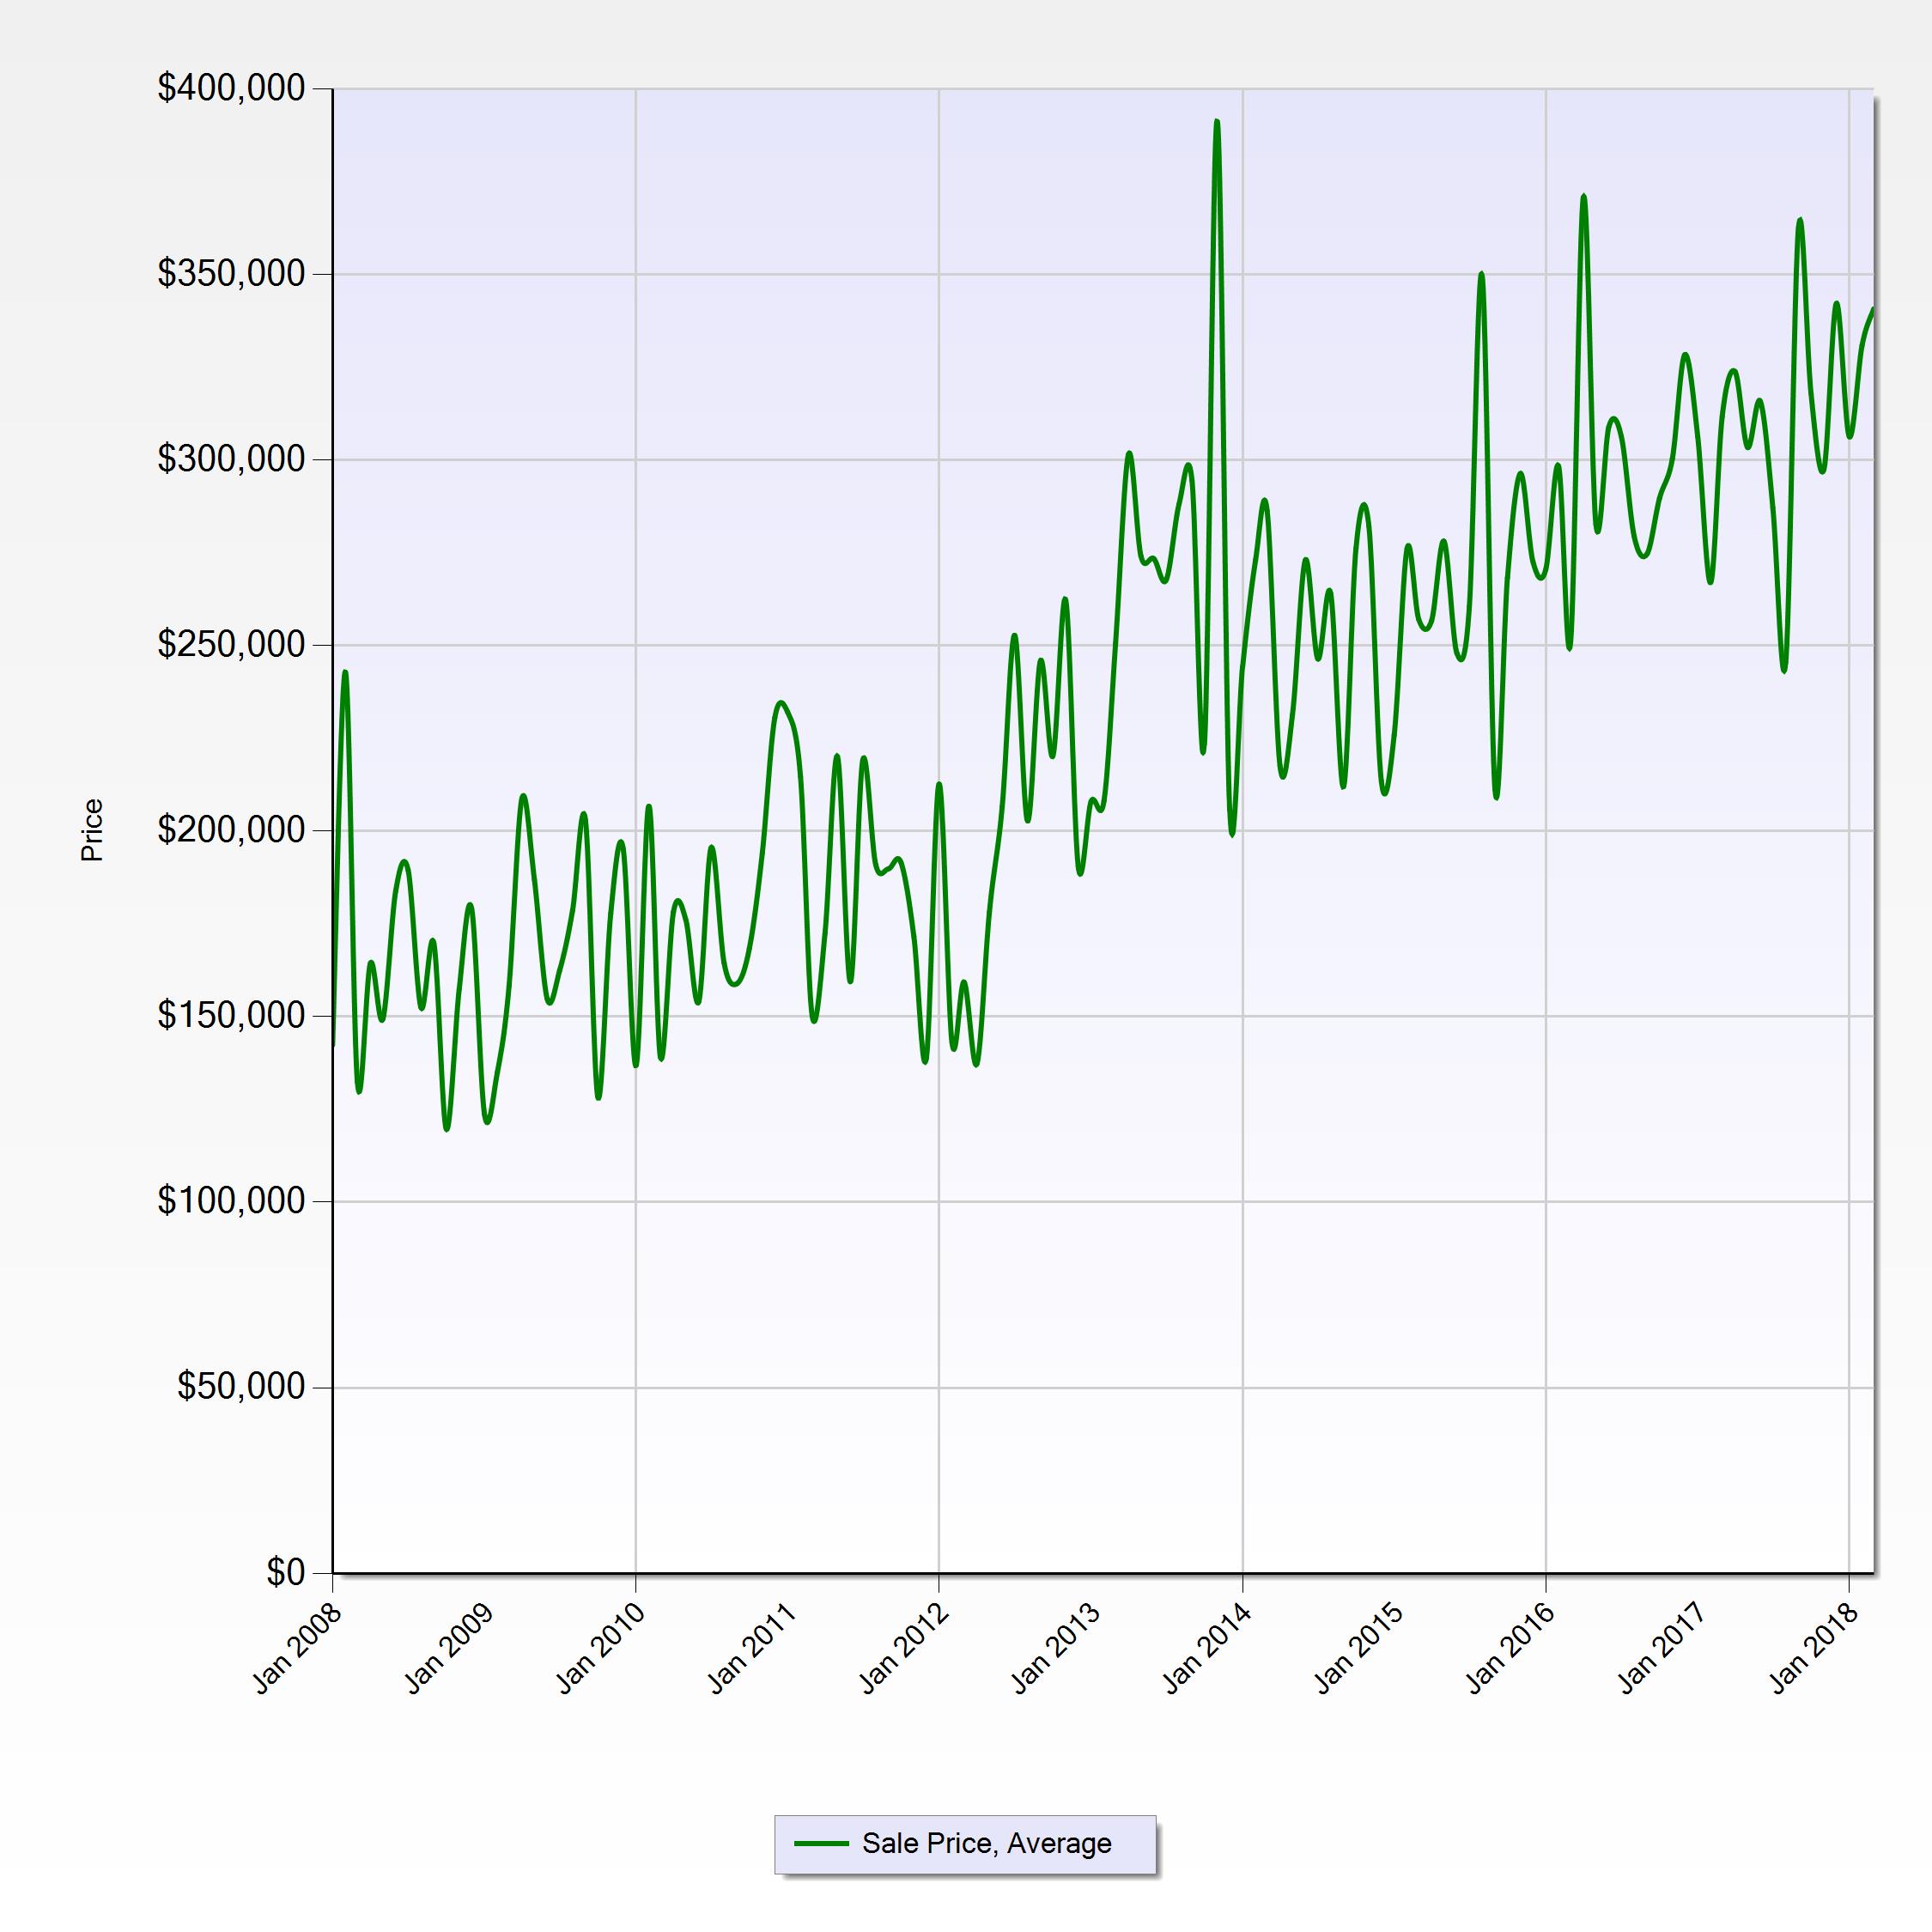 $400,000
$350,000
$300,000
$250,000
$200,000
$150,000
$100,000
$50,000
$0
Price
Jan 2008
Jan 2009
Jan 2010
Jan 2011
Jan 2012
Jan 2013
Jan 2014
Jan 2015
Jan 2016
Jan 2017
Jan 2018
Sale Price, Average